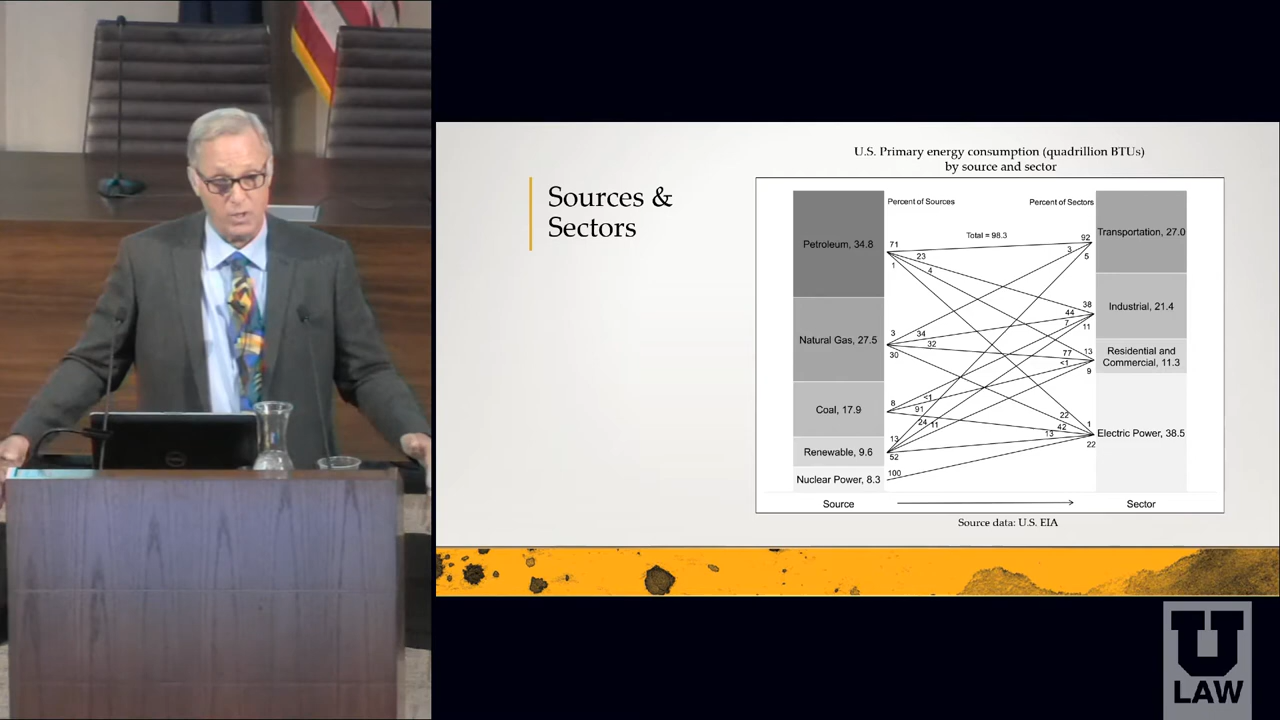 U.S. Primary energy consumption (quadrillion BTUs)
by source and sector
Sources &
Sectors
Percent of Sources
Percent of Sectors
Total = 98.3
Petroleum, 34.8
Natural Gas, 27.5
Coal, 17.9
Renewable, 9.6
Nuclear Power, 8.3
71
23
4
1
3
34
32
30
8
<1
91
13
24
11
52
100
92
3
5
38
44
7
11
13
77
<1
9
22
42
13
1
22
Transportation, 27.0
Industrial, 21.4
Residential and
Commercial, 11.3
Electric Power, 38.5
Source
Sector
Source data: U.S. EIA
U
LAW